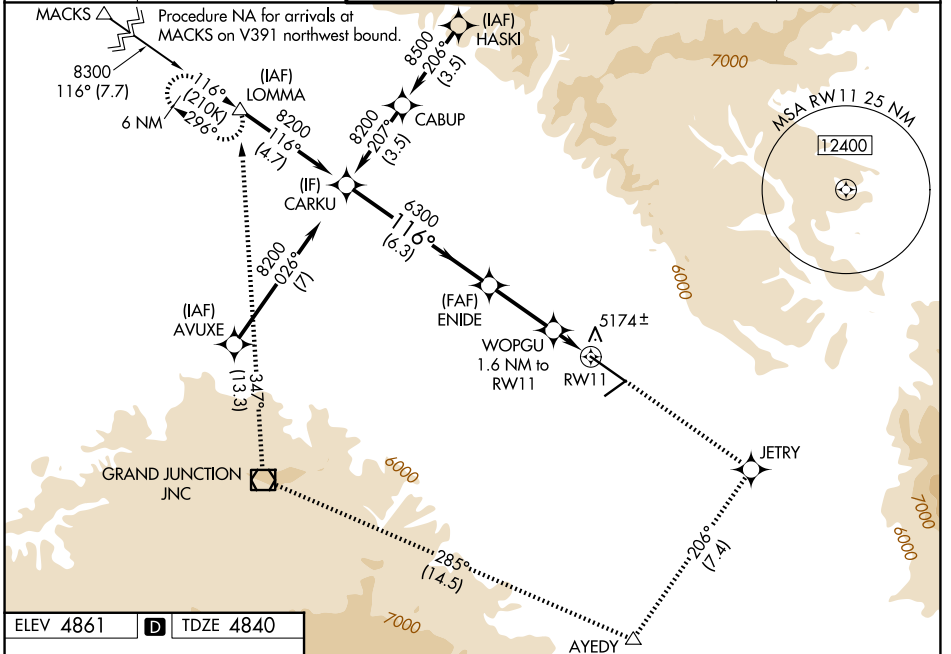 MACKS
Procedure NA for arrivals at
MACKS on V391 northwest bound.
(IAF)
HASKI
8500
206°
(3.5)
7000
8300
116° (7.7)
(IAF)
LOMMA
116°
(210K)
296°
6 NM
CABUP
8200
116°
(4.7)
8200
207°
(3.5)
MSA RW11 25 NM
12400
(IF)
CARKU
6300
116°
(6.3)
8200
026°
(7)
6000
(FAF)
ENIDE
(IAF)
AVUXE
5174±
WOPGU
1.6 NM to
RW11
RW11
347°
(13.3)
JETRY
GRAND JUNCTION
JNC
6000
7000
6000
206°
(7.4)
285°
(14.5)
7000
AYEDY
ELEV 4861 D TDZE 4840